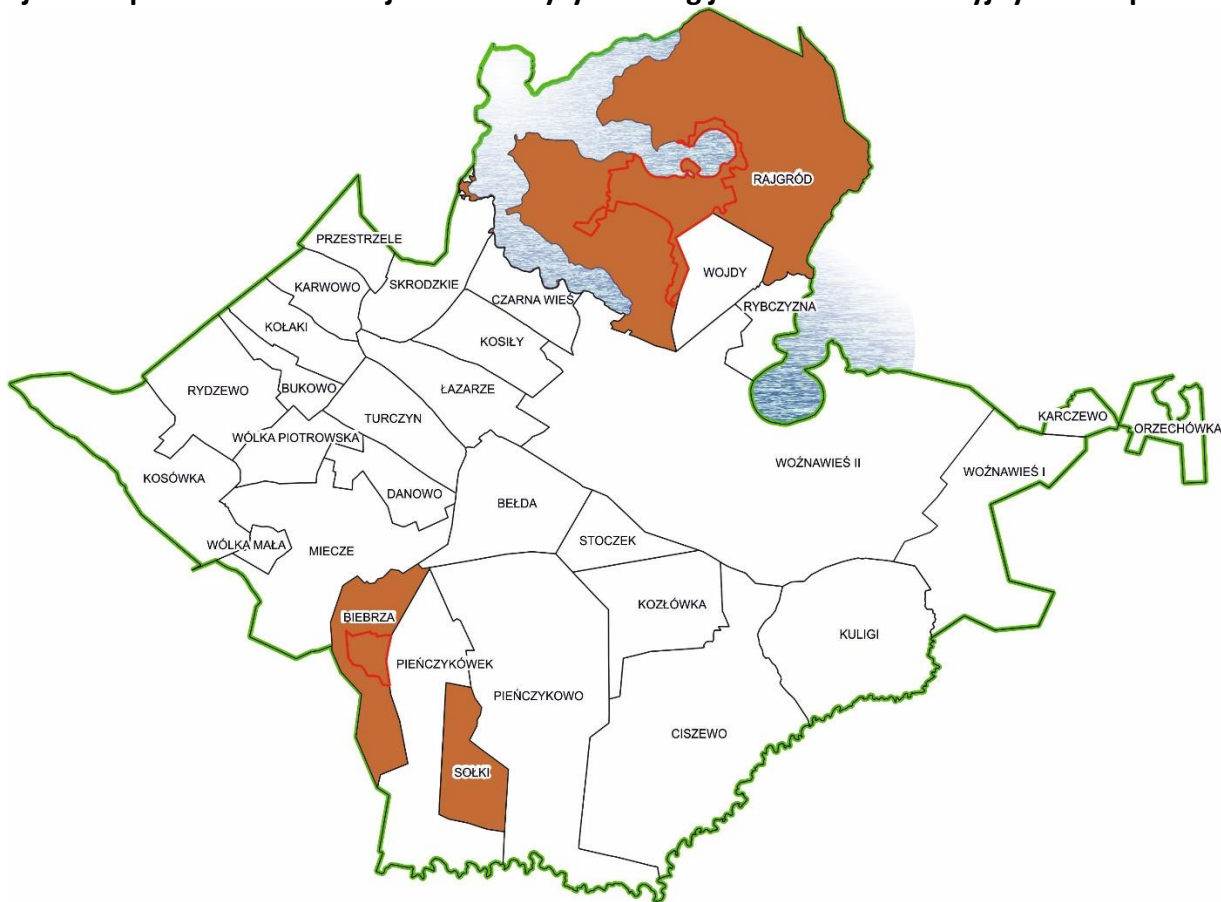 RAJGRÓD
PRZESTRZELE
WOJDY
SKRODZKIE
KARWOWO
CZARNA WIEŚ
RYBCZYZNA
KOŁAKI
KOSIŁY
RYDZEWO
BUKOWO
ŁAZARZE
KARCZEWO
TURCZYN
ORZECHÓWKA
WÓLKA PIOTROWSKA
WOŹNAWIEŚ II
WOŹNAWIEŚ I
KOSÓWKA
DANOWO
BEŁDA
STOCZEK
WÓLKA MAŁA
MIECZE
KOZŁÓWKA
BIEBRZA
KULIGI
PIEŃCZYKÓWEK
PIEŃCZYKOWO
CISZEWO
SOŁKI